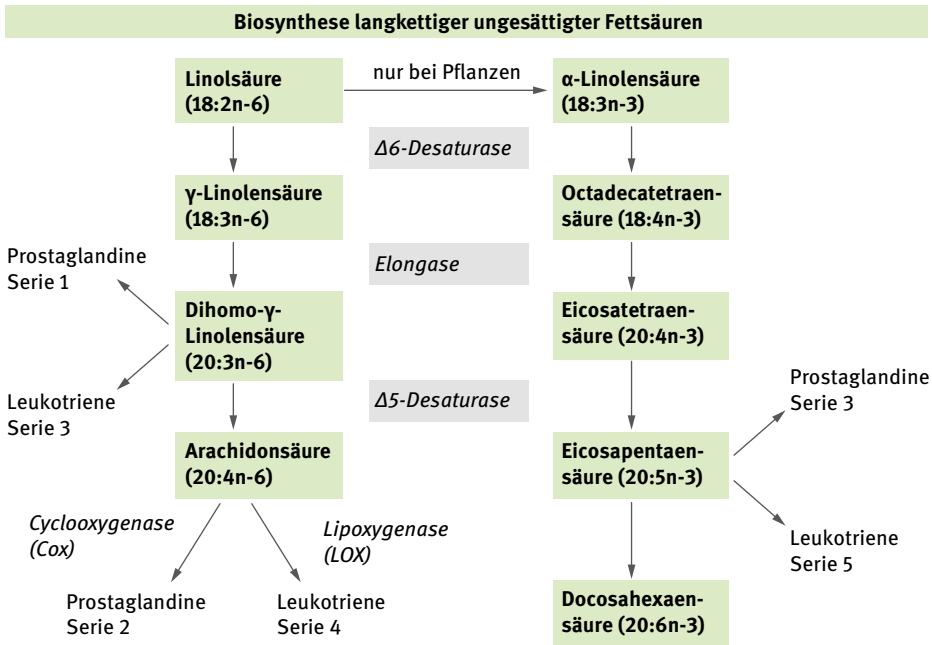 Biosynthese langkettiger ungesättigter Fettsäuren
Linolsäure
(18:2n-6)
nur bei Pflanzen
α-Linolensäure
(18:3n-3)
Δ6-Desaturase
γ-Linolensäure
(18:3n-6)
Octadecatetraen-
säure (18:4n-3)
Prostaglandine
Serie 1
Elongase
Dihomo-γ-
Linolensäure
(20:3n-6)
Eicosatetraen-
säure (20:4n-3)
Leukotriene
Serie 3
Δ5-Desaturase
Prostaglandine
Serie 3
Arachidonsäure
(20:4n-6)
Eicosapentaen-
säure (20:5n-3)
Cyclooxygenase
(Cox)
Lipoxygenase
(LOX)
Leukotriene
Serie 5
Prostaglandine
Serie 2
Leukotriene
Serie 4
Docosahexaen-
säure (20:6n-3)